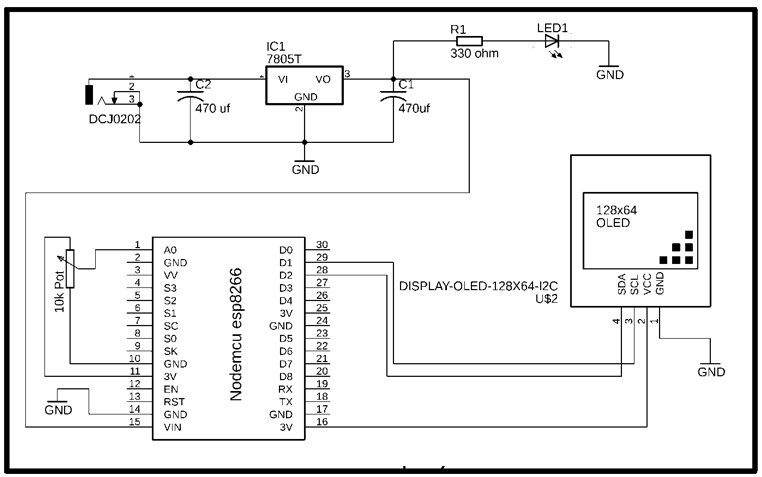 R1
330 ohm
LED1
GND
IC1
7805T
1
VI
VO
3
GND
2
C2
470 uf
C1
470uf
2
3
DCJ0202
GND
128x64
OLED
SDA
SCL
VCC
GND
4
3
2
1
DISPLAY-OLED-128X64-I2C
U$2
GND
10k Pot
GND
Nodemcu esp8266
1 A0 D0 30
2 GND D1 29
3 VV D2 28
4 S3 D3 27
5 S2 D4 26
6 S1 3V 25
7 SC GND 24
8 S0 D5 23
9 SK D6 22
10 GND D7 21
11 3V D8 20
12 EN RX 19
13 RST TX 18
14 GND GND 17
15 VIN 3V 16